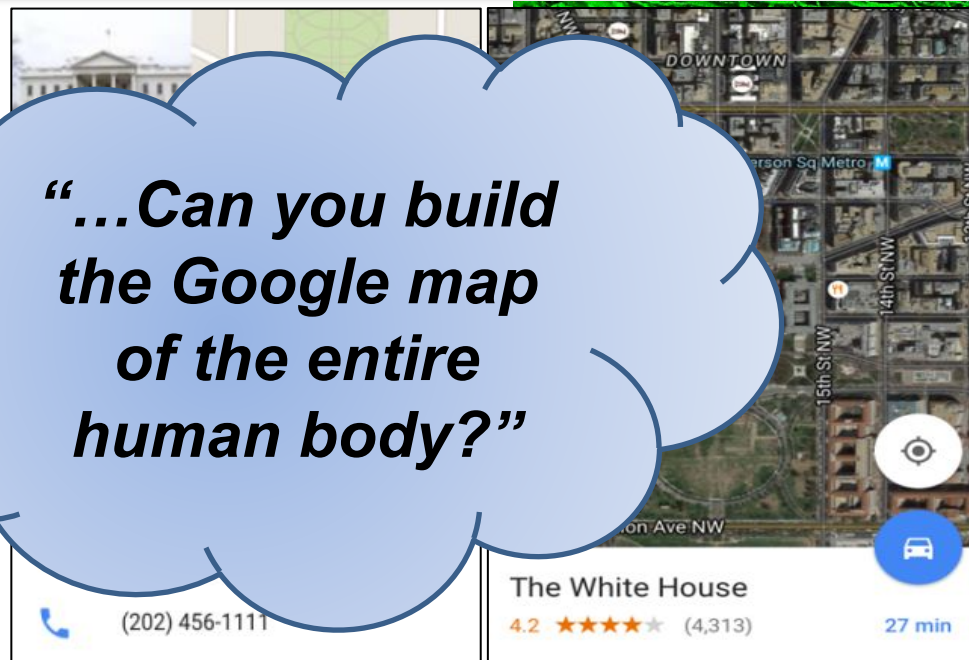 “…Can you build
the Google map
of the entire
human body?”
(202) 456-1111
DOWNTOWN
erson Sq Metro M
14th St NW
15th St NW
ion Ave NW
The White House
4.2 (4,313) 27 min